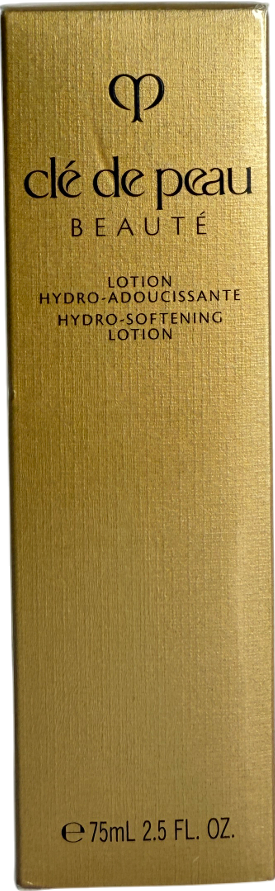 clé de peau
BEAUTÉ
LOTION
HYDRO-ADOUCISSANTE
HYDRO-SOFTENING
LOTION
℮75mL 2.5 FL. OZ.